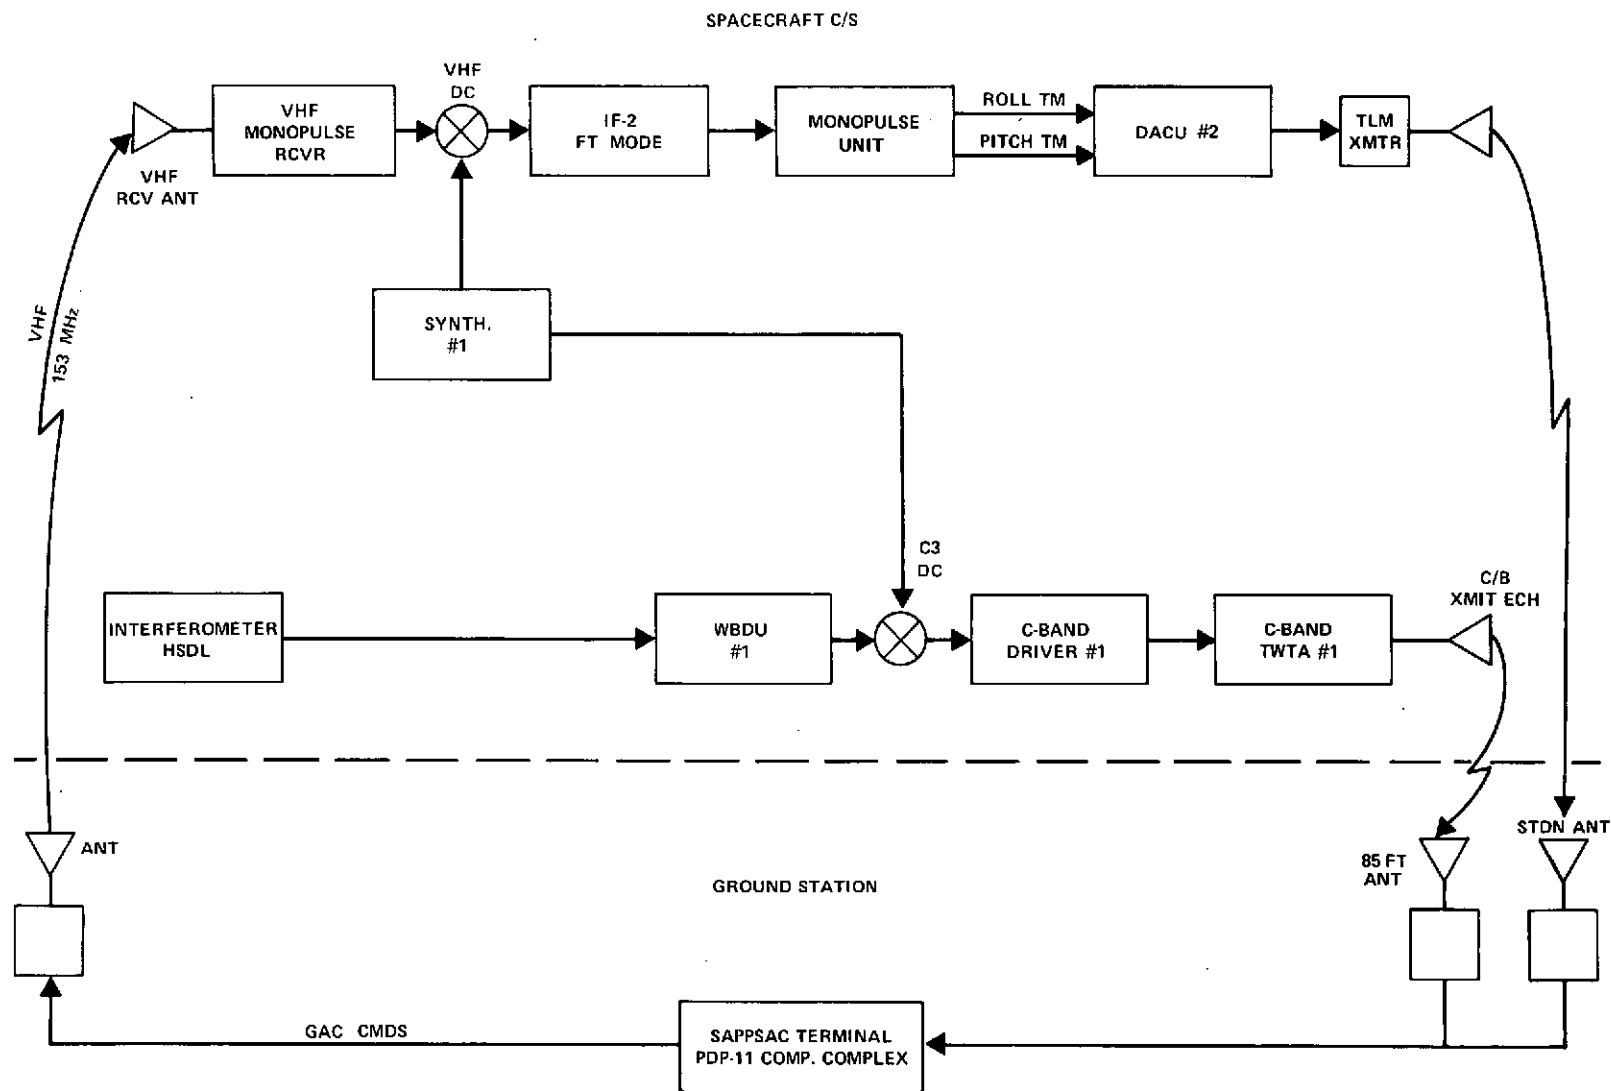 SPACECRAFT C/S
VHF
DC
VHF
MONOPULSE
RCVR
IF-2
FT MODE
MONOPULSE
UNIT
ROLL TM
PITCH TM
DACU #2
TLM
XMTR
VHF
RCV ANT
VHF
153 MHz
SYNTH.
#1
C3
DC
INTERFEROMETER
HSDL
WBDU
#1
C-BAND
DRIVER #1
C-BAND
TWTA #1
C/B
XMIT ECH
ANT
GROUND STATION
85 FT
ANT
STDN ANT
GAC CMDS
SAPPSAC TERMINAL
PDP-11 COMP. COMPLEX